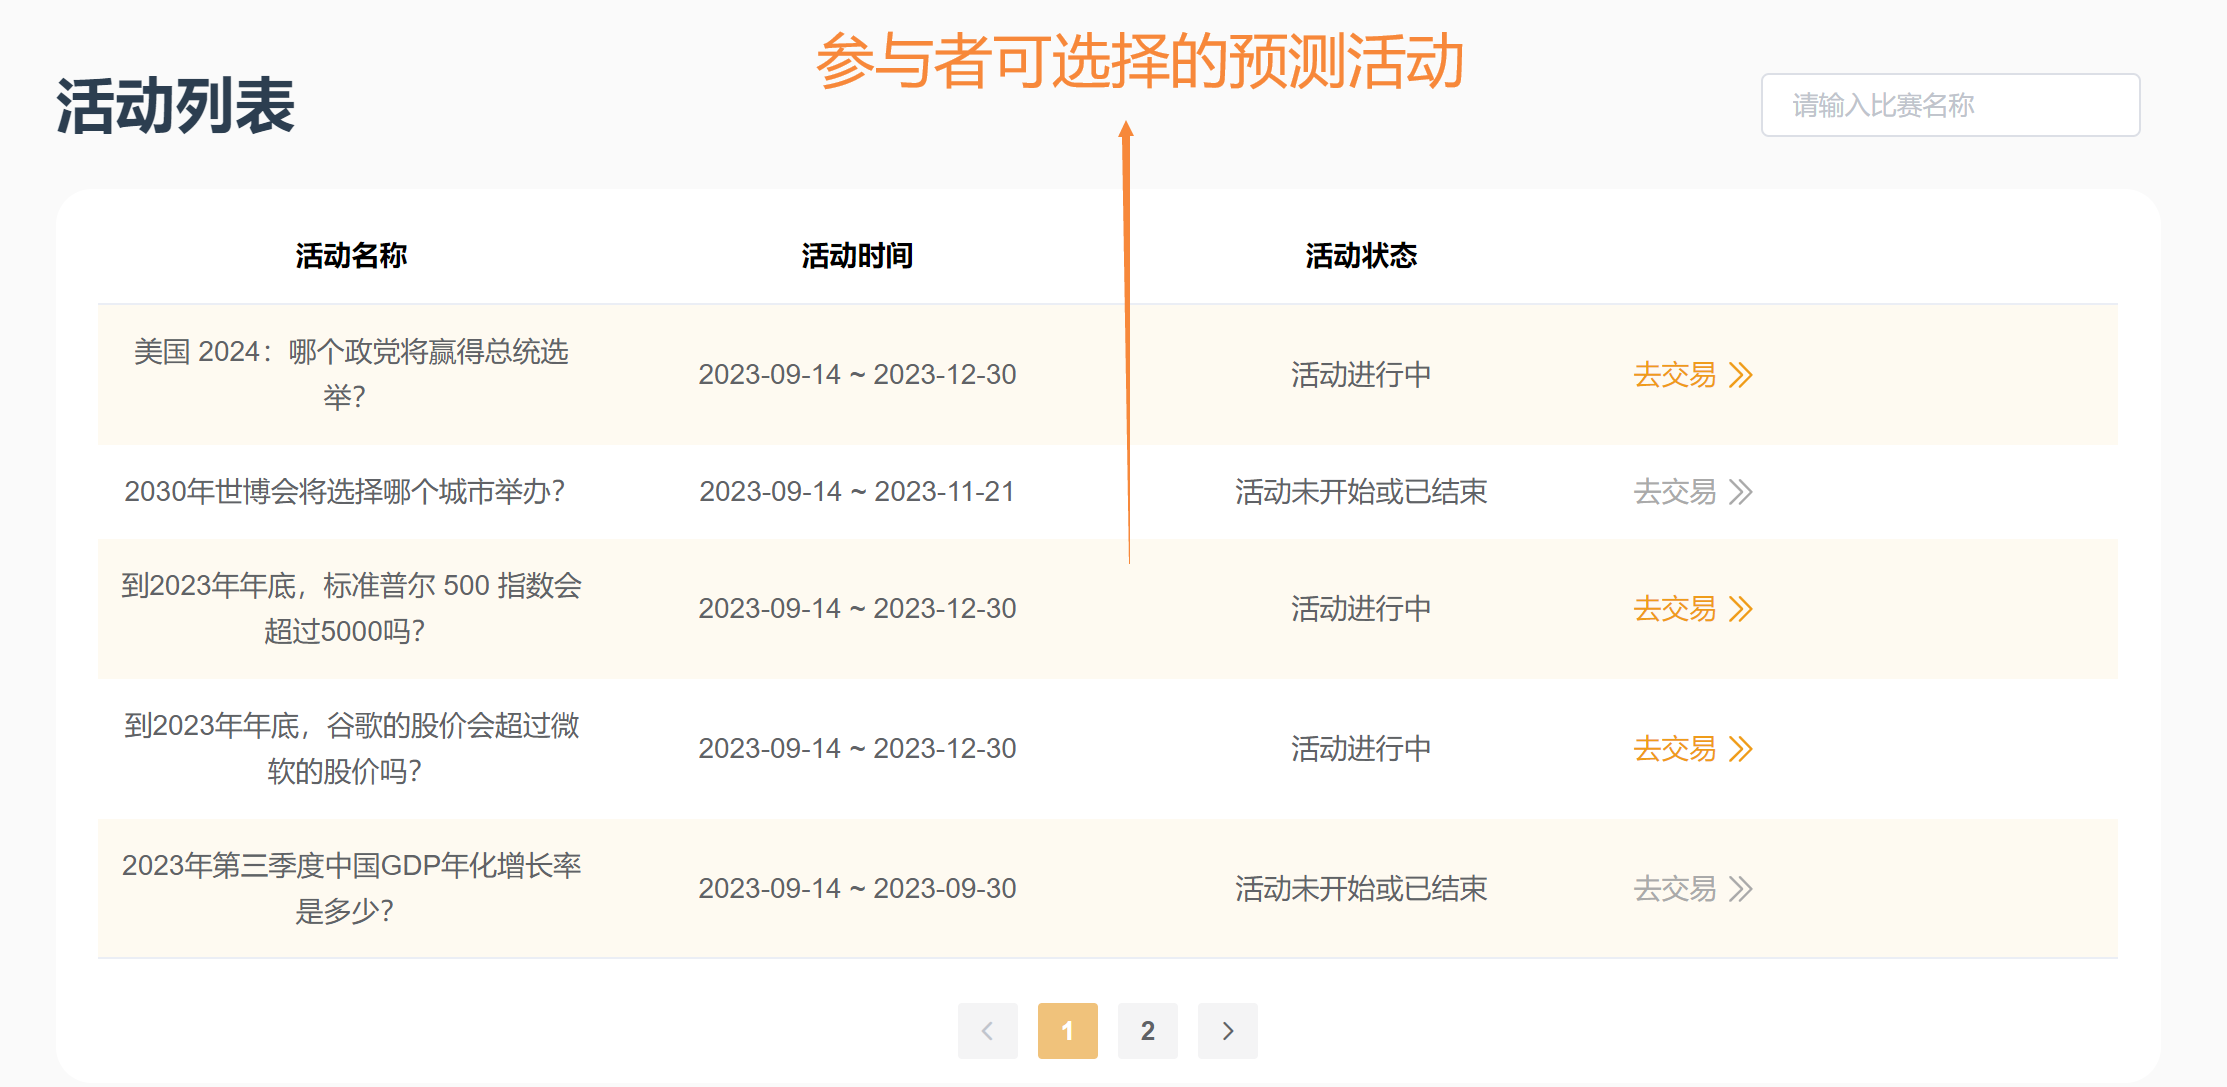 参与者可选择的预测活动
活动列表
请输入比赛名称
活动名称 活动时间 活动状态
美国 2024：哪个政党将赢得总统选
举？
2023-09-14 ~ 2023-12-30 活动进行中 去交易
2030年世博会将选择哪个城市举办？ 2023-09-14 ~ 2023-11-21 活动未开始或已结束 去交易
到2023年年底，标准普尔 500 指数会
超过5000吗？
2023-09-14 ~ 2023-12-30 活动进行中 去交易
到2023年年底，谷歌的股价会超过微
软的股价吗？
2023-09-14 ~ 2023-12-30 活动进行中 去交易
2023年第三季度中国GDP年化增长率
是多少？
2023-09-14 ~ 2023-09-30 活动未开始或已结束 去交易
1 2